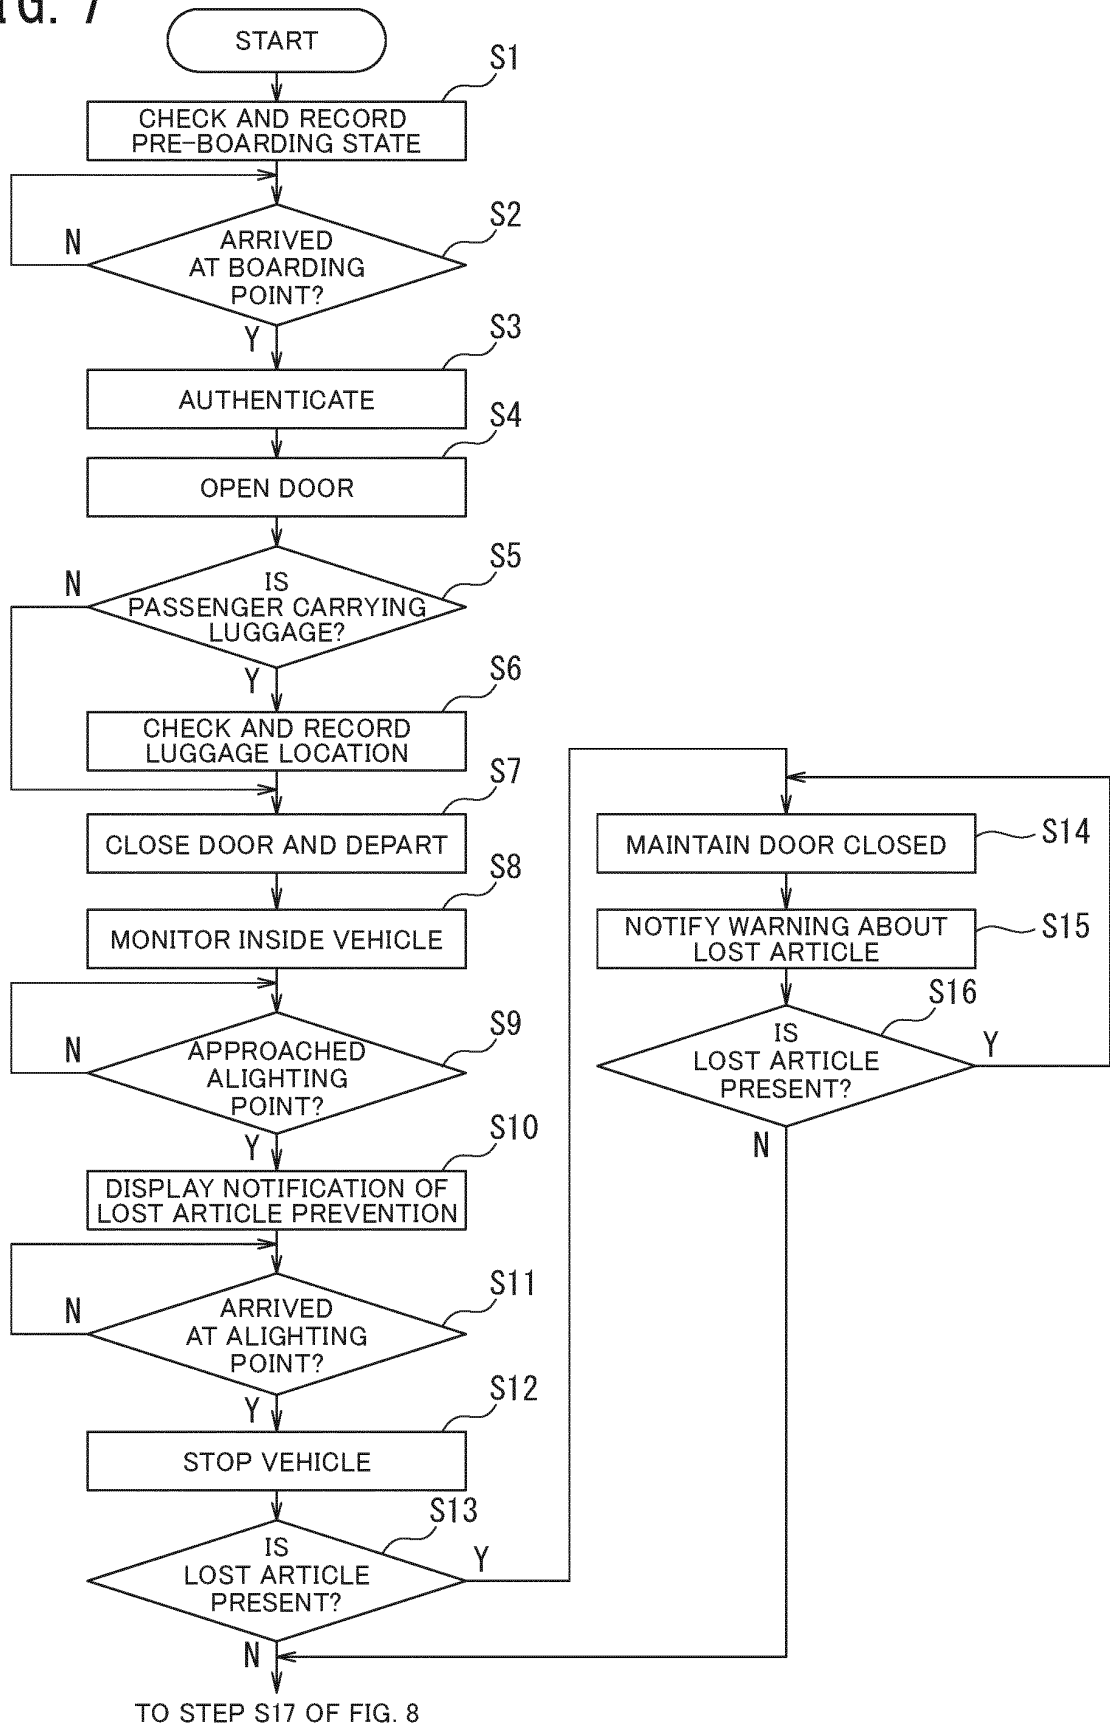 FIG. 7
START
S1
CHECK AND RECORD
PRE-BOARDING STATE
S2
N
ARRIVED
AT BOARDING
POINT?
Y
S3
AUTHENTICATE
S4
OPEN DOOR
S5
N
IS
PASSENGER CARRYING
LUGGAGE?
Y
S6
CHECK AND RECORD
LUGGAGE LOCATION
S7
CLOSE DOOR AND DEPART
S8
MONITOR INSIDE VEHICLE
S9
N
APPROACHED
ALIGHTING
POINT?
Y
S10
DISPLAY NOTIFICATION OF
LOST ARTICLE PREVENTION
S11
N
ARRIVED
AT ALIGHTING
POINT?
Y
S12
STOP VEHICLE
S13
IS
LOST ARTICLE
PRESENT?
Y
N
TO STEP S17 OF FIG. 8
MAINTAIN DOOR CLOSED
S14
NOTIFY WARNING ABOUT
LOST ARTICLE
S15
S16
IS
LOST ARTICLE
PRESENT?
Y
N